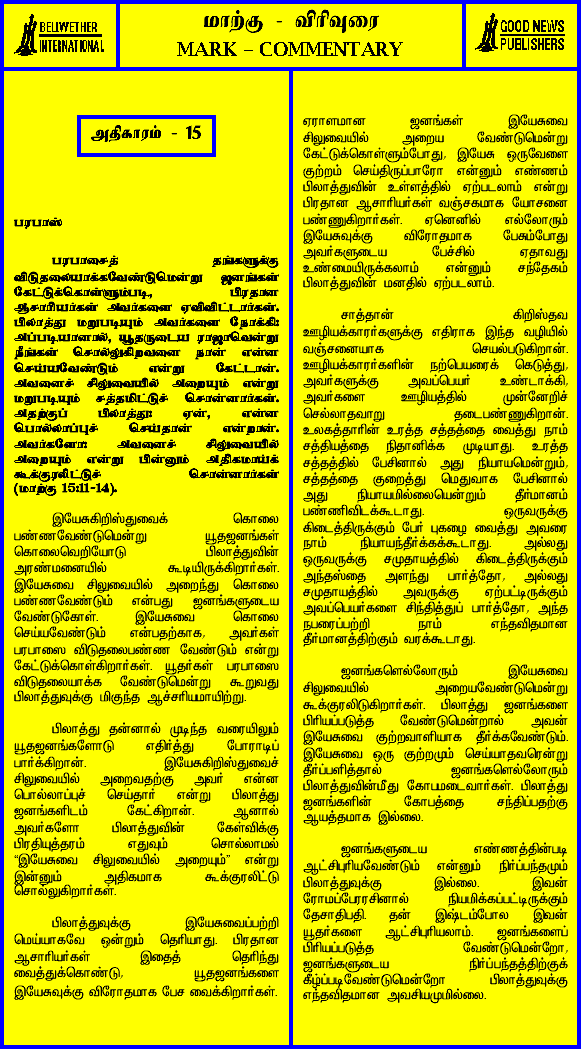 BELLWETHER
INTERNATIONAL
மாற்கு - விரிவுரை
MARK – COMMENTARY
GOOD NEWS
PUBLISHERS
அதிகாரம் - 15
பரபாஸ்
பரபாசைத் தங்களுக்கு
விடுதலையாக்கவேண்டுமென்று ஜனங்கள்
கேட்டுக்கொள்ளும்படி, பிரதான
ஆசாரியர்கள் அவர்களை ஏவிவிட்டார்கள்.
பிலாத்து மறுபடியும் அவர்களை நோக்கி:
அப்படியானால், யூதருடைய ராஜாவென்று
நீங்கள் சொல்லுகிறவனை நான் என்ன
செய்யவேண்டும் என்று கேட்டான்.
அவனைச் சிலுவையில் அறையும் என்று
மறுபடியும் சத்தமிட்டுச் சொன்னார்கள்.
அதற்குப் பிலாத்து: ஏன், என்ன
பொல்லாப்புச் செய்தான் என்றான்.
அவர்களோ: அவனைச் சிலுவையில்
அறையும் என்று பின்னும் அதிகமாய்க்
கூக்குரலிட்டுச் சொன்னார்கள்
(மாற்கு 15:11-14).
இயேசுகிறிஸ்துவைக் கொலை
பண்ணவேண்டுமென்று யூதஜனங்கள்
கொலைவெறியோடு பிலாத்துவின்
அரண்மனையில் கூடியிருக்கிறார்கள்.
இயேசுவை சிலுவையில் அறைந்து கொலை
பண்ணவேண்டும் என்பது ஜனங்களுடைய
வேண்டுகோள். இயேசுவை கொலை
செய்யவேண்டும் என்பதற்காக, அவர்கள்
பரபாஸை விடுதலைபண்ண வேண்டும் என்று
கேட்டுக்கொள்கிறார்கள். யூதர்கள் பரபாஸை
விடுதலையாக்க வேண்டுமென்று கூறுவது
பிலாத்துவுக்கு மிகுந்த ஆச்சரியமாயிற்று.
பிலாத்து தன்னால் முடிந்த வரையிலும்
யூதஜனங்களோடு எதிர்த்து போராடிப்
பார்க்கிறான். இயேசுகிறிஸ்துவைச்
சிலுவையில் அறைவதற்கு அவர் என்ன
பொல்லாப்புச் செய்தார் என்று பிலாத்து
ஜனங்களிடம் கேட்கிறான். ஆனால்
அவர்களோ பிலாத்துவின் கேள்விக்கு
பிரதியுத்தரம் எதுவும் சொல்லாமல்
“இயேசுவை சிலுவையில் அறையும்” என்று
இன்னும் அதிகமாக கூக்குரலிட்டு
சொல்லுகிறார்கள்.
பிலாத்துவுக்கு இயேசுவைப்பற்றி
மெய்யாகவே ஒன்றும் தெரியாது. பிரதான
ஆசாரியர்கள் இதைத் தெரிந்து
வைத்துக்கொண்டு, யூதஜனங்களை
இயேசுவுக்கு விரோதமாக பேச வைக்கிறார்கள்.
ஏராளமான ஜனங்கள் இயேசுவை
சிலுவையில் அறைய வேண்டுமென்று
கேட்டுக்கொள்ளும்போது, இயேசு ஒருவேளை
குற்றம் செய்திருப்பாரோ என்னும் எண்ணம்
பிலாத்துவின் உள்ளத்தில் ஏற்படலாம் என்று
பிரதான ஆசாரியர்கள் வஞ்சகமாக யோசனை
பண்ணுகிறார்கள். ஏனெனில் எல்லோரும்
இயேசுவுக்கு விரோதமாக பேசும்போது
அவர்களுடைய பேச்சில் ஏதாவது
உண்மையிருக்கலாம் என்னும் சந்தேகம்
பிலாத்துவின் மனதில் ஏற்படலாம்.
சாத்தான் கிறிஸ்தவ
ஊழியக்காரர்களுக்கு எதிராக இந்த வழியில்
வஞ்சனையாக செயல்படுகிறான்.
ஊழியக்காரர்களின் நற்பெயரைக் கெடுத்து,
அவர்களுக்கு அவப்பெயர் உண்டாக்கி,
அவர்களை ஊழியத்தில் முன்னேறிச்
செல்லாதவாறு தடைபண்ணுகிறான்.
உலகத்தாரின் உரத்த சத்தத்தை வைத்து நாம்
சத்தியத்தை நிதானிக்க முடியாது. உரத்த
சத்தத்தில் பேசினால் அது நியாயமென்றும்,
சத்தத்தை குறைத்து மெதுவாக பேசினால்
அது நியாயமில்லையென்றும் தீர்மானம்
பண்ணிவிடக்கூடாது. ஒருவருக்கு
கிடைத்திருக்கும் பேர் புகழை வைத்து அவரை
நாம் நியாயந்தீர்க்கக்கூடாது. அல்லது
ஒருவருக்கு சமுதாயத்தில் கிடைத்திருக்கும்
அந்தஸ்தை அளந்து பார்த்தோ, அல்லது
சமுதாயத்தில் அவருக்கு ஏற்பட்டிருக்கும்
அவப்பெயர்களை சிந்தித்துப் பார்த்தோ, அந்த
நபரைப்பற்றி நாம் எந்தவிதமான
தீர்மானத்திற்கும் வரக்கூடாது.
ஜனங்களெல்லோரும் இயேசுவை
சிலுவையில் அறையவேண்டுமென்று
கூக்குரலிடுகிறார்கள். பிலாத்து ஜனங்களை
பிரியப்படுத்த வேண்டுமென்றால் அவன்
இயேசுவை குற்றவாளியாக தீர்க்கவேண்டும்.
இயேசுவை ஒரு குற்றமும் செய்யாதவரென்று
தீர்ப்பளித்தால் ஜனங்களெல்லோரும்
பிலாத்துவின்மீது கோபமடைவார்கள். பிலாத்து
ஜனங்களின் கோபத்தை சந்திப்பதற்கு
ஆயத்தமாக இல்லை.
ஜனங்களுடைய எண்ணத்தின்படி
ஆட்சிபுரியவேண்டும் என்னும் நிர்ப்பந்தமும்
பிலாத்துவுக்கு இல்லை. இவன்
ரோமப்பேரரசினால் நியமிக்கப்பட்டிருக்கும்
தேசாதிபதி. தன் இஷ்டம்போல இவன்
யூதர்களை ஆட்சிபுரியலாம். ஜனங்களைப்
பிரியப்படுத்த வேண்டுமென்றோ,
ஜனங்களுடைய நிர்ப்பந்தத்திற்குக்
கீழ்ப்படிவேண்டுமென்றோ பிலாத்துவுக்கு
எந்தவிதமான அவசியமுமில்லை.